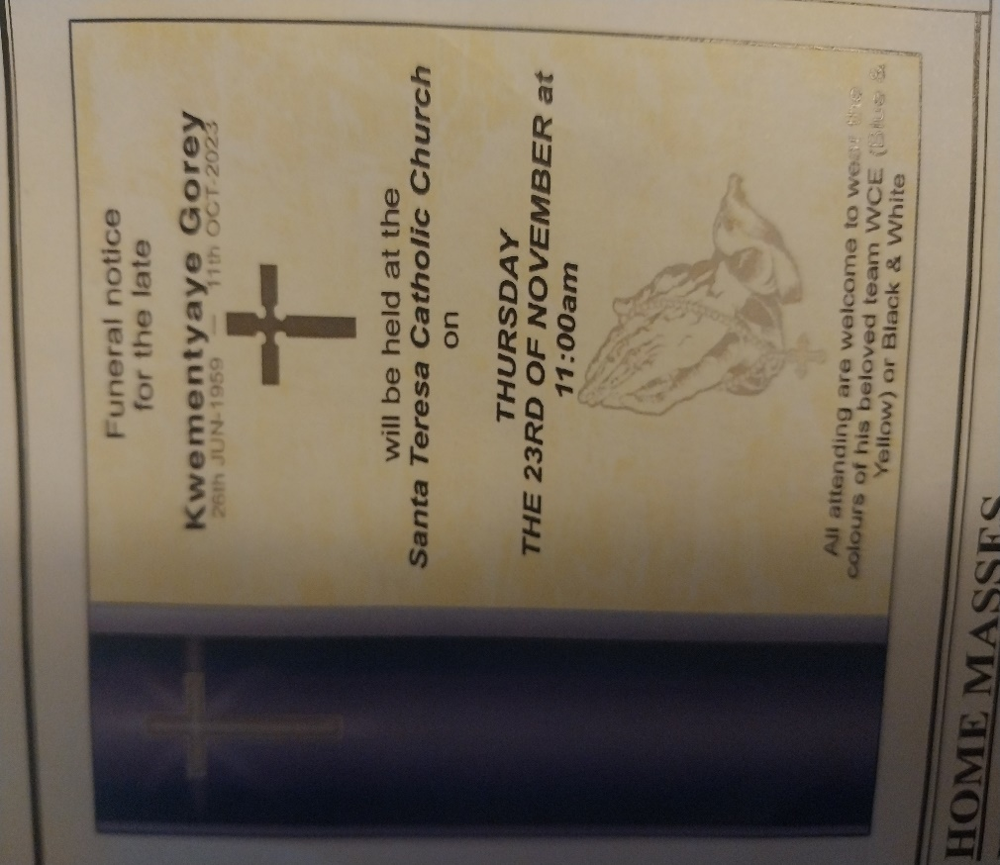 Funeral notice
for the late
Kwementyaye Gorey
26th JUN-1959 — 11th OCT-2023
will be held at the
Santa Teresa Catholic Church
on
THURSDAY
THE 23RD OF NOVEMBER at
11:00am
All attending are welcome to wear the
colours of his beloved team WCE (Blue &
Yellow) or Black & White
HOME MASSES